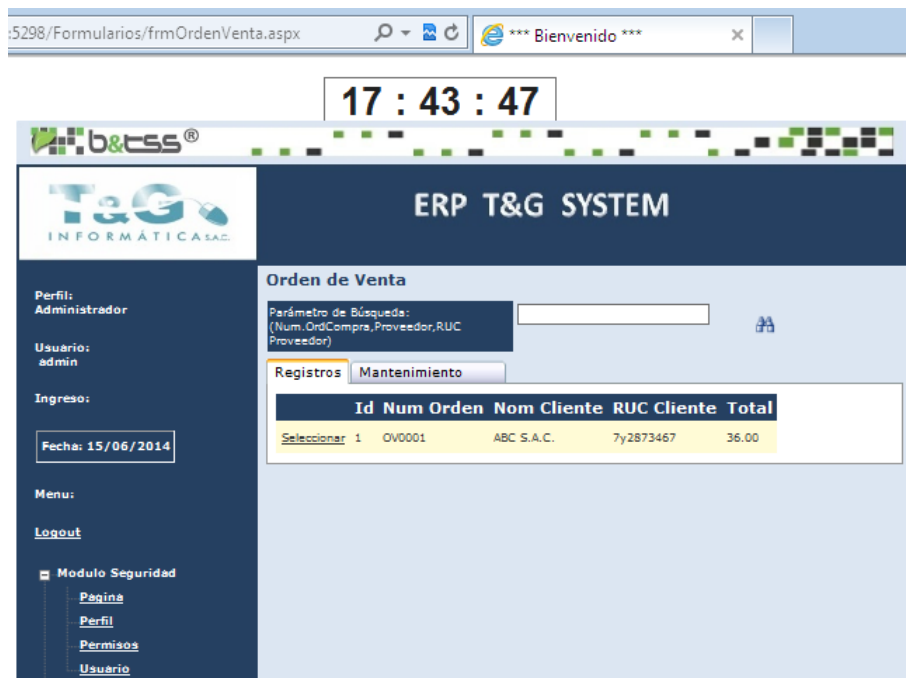 :5298/Formularios/frmOrdenVenta.aspx
*** Bienvenido ***
17 : 43 : 47
b&tss®
T&G
INFORMÁTICA S.A.C.
ERP T&G SYSTEM
Perfil:
Administrador
Usuario:
admin
Ingreso:
Fecha: 15/06/2014
Menu:
Logout
Modulo Seguridad
Pagina
Perfil
Permisos
Usuario
Orden de Venta
Parámetro de Búsqueda:
(Num.OrdCompra,Proveedor,RUC
Proveedor)
Registros Mantenimiento
Id Num Orden Nom Cliente RUC Cliente Total
Seleccionar 1 OV0001 ABC S.A.C. 7y2873467 36.00